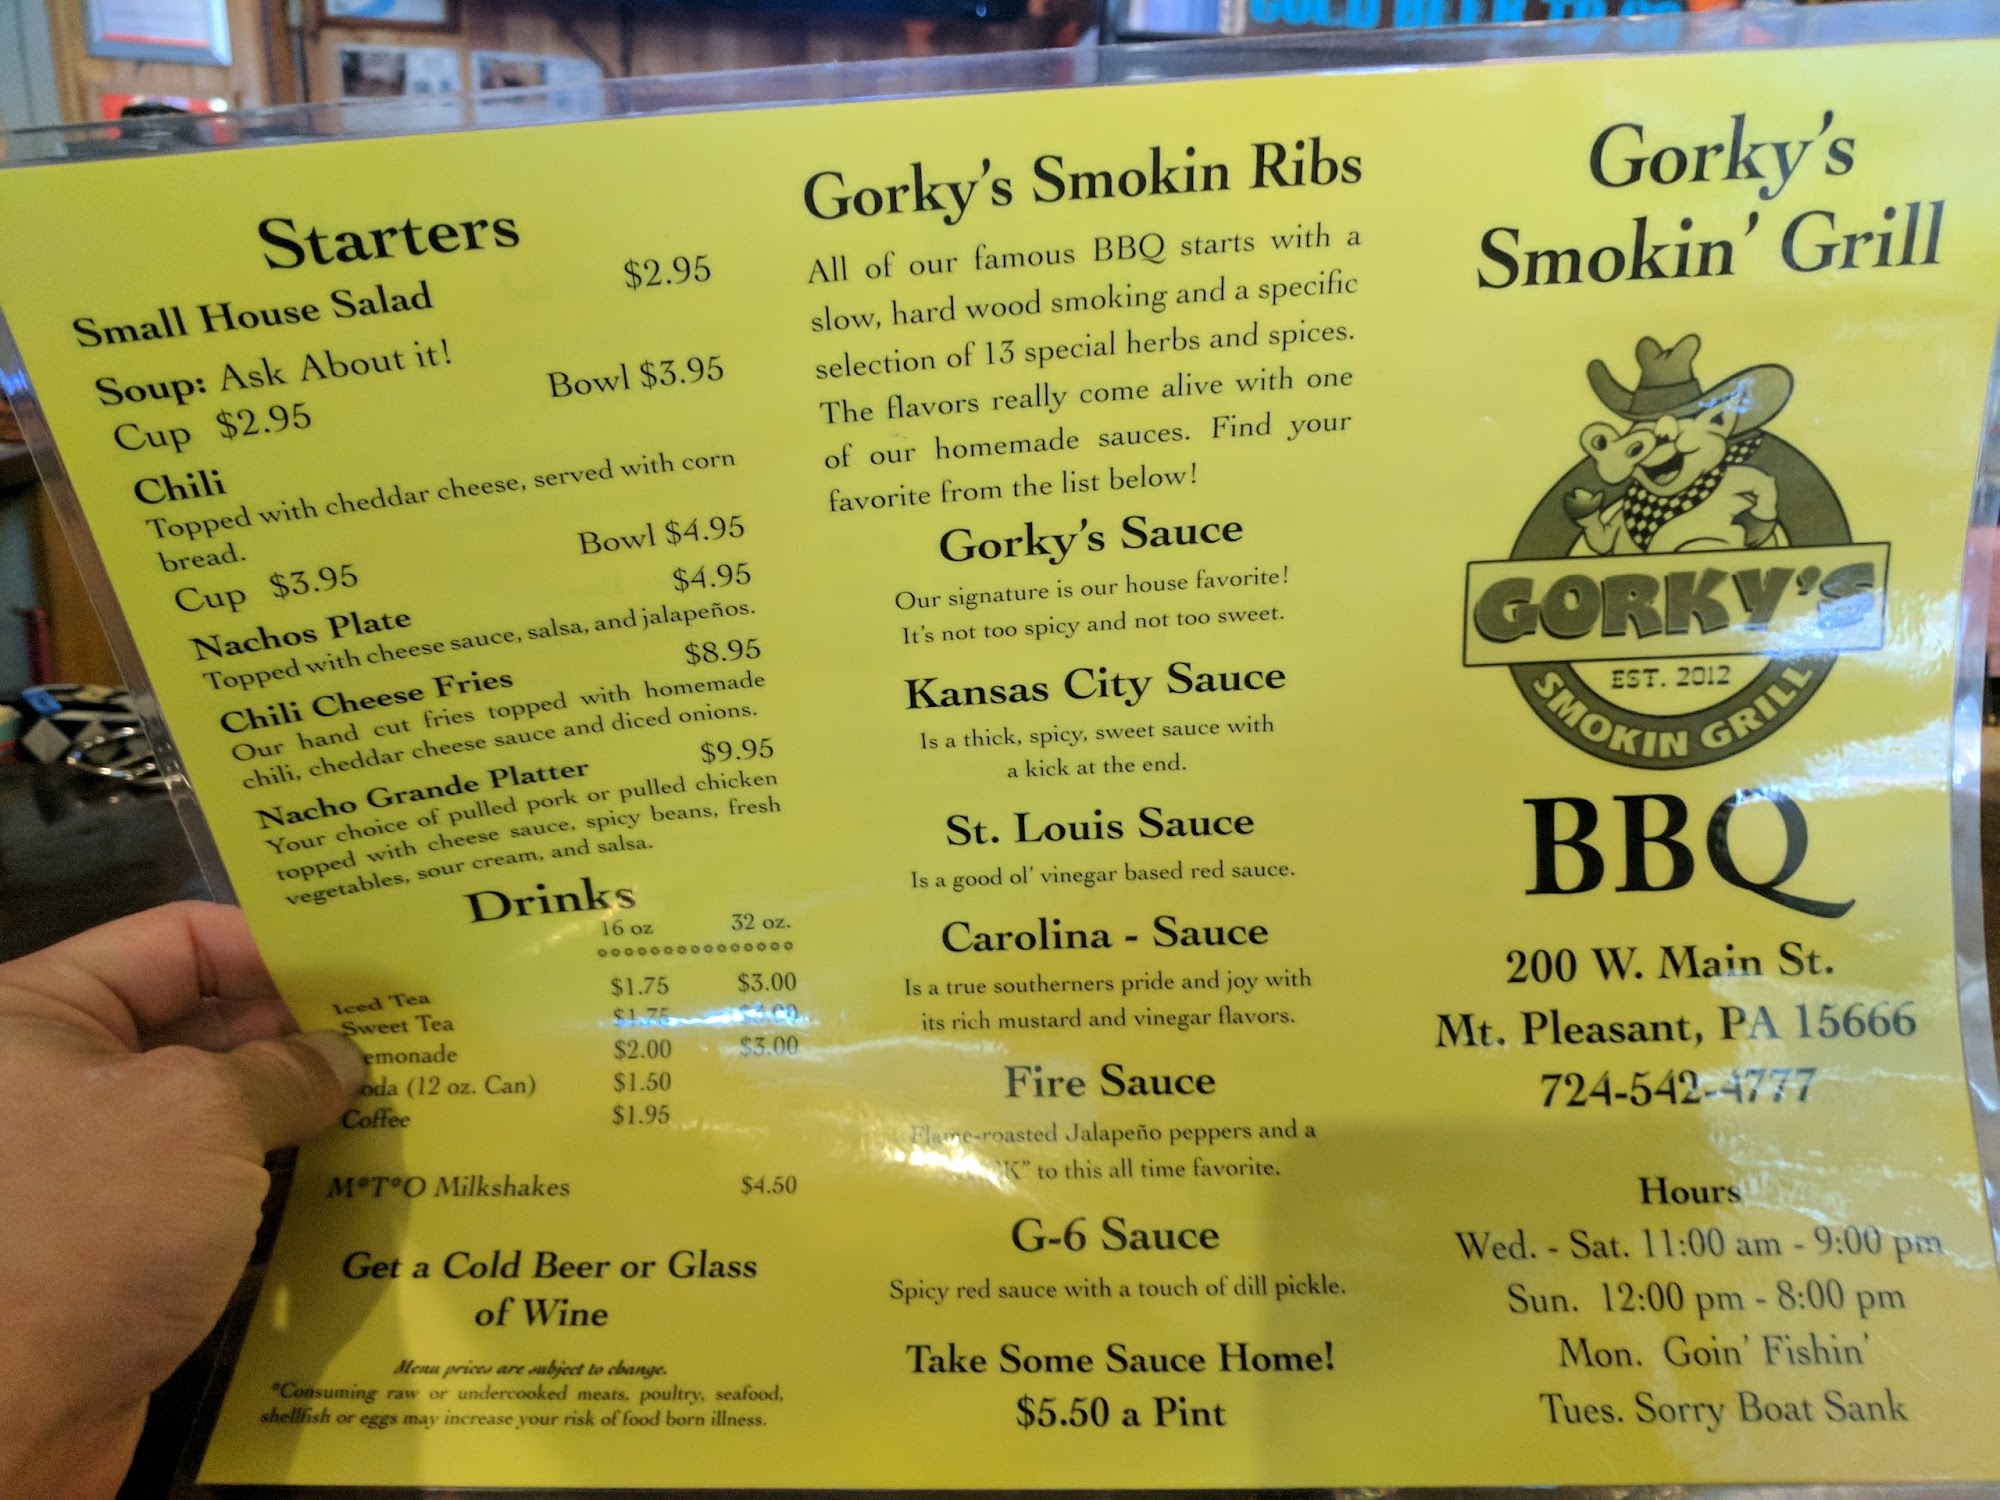 COLD BEER TO GO
Starters
Small House Salad $2.95
Soup: Ask About it!
Cup $2.95 Bowl $3.95
Chili
Topped with cheddar cheese, served with corn
bread.
Cup $3.95 Bowl $4.95
Nachos Plate $4.95
Topped with cheese sauce, salsa, and jalapeños.
Chili Cheese Fries $8.95
Our hand cut fries topped with homemade
chili, cheddar cheese sauce and diced onions.
Nacho Grande Platter $9.95
Your choice of pulled pork or pulled chicken
topped with cheese sauce, spicy beans, fresh
vegetables, sour cream, and salsa.
Drinks
16 oz 32 oz.
Iced Tea $1.75 $3.00
Sweet Tea $1.75 $3.00
emonade $2.00 $3.00
oda (12 oz. Can) $1.50
Coffee $1.95
M*T*O Milkshakes $4.50
Get a Cold Beer or Glass
of Wine
Menu prices are subject to change.
*Consuming raw or undercooked meats, poultry, seafood,
shellfish or eggs may increase your risk of food born illness.
Gorky's Smokin Ribs
All of our famous BBQ starts with a
slow, hard wood smoking and a specific
selection of 13 special herbs and spices.
The flavors really come alive with one
of our homemade sauces. Find your
favorite from the list below!
Gorky's Sauce
Our signature is our house favorite!
It's not too spicy and not too sweet.
Kansas City Sauce
Is a thick, spicy, sweet sauce with
a kick at the end.
St. Louis Sauce
Is a good ol' vinegar based red sauce.
Carolina - Sauce
Is a true southerners pride and joy with
its rich mustard and vinegar flavors.
Fire Sauce
Flame-roasted Jalapeño peppers and a
K" to this all time favorite.
G-6 Sauce
Spicy red sauce with a touch of dill pickle.
Take Some Sauce Home!
$5.50 a Pint
Gorky's
Smokin' Grill
GORKY'S
EST. 2012
SMOKIN GRILL
BBQ
200 W. Main St.
Mt. Pleasant, PA 15666
724-542-4777
Hours
Wed. - Sat. 11:00 am - 9:00 pm
Sun. 12:00 pm - 8:00 pm
Mon. Goin' Fishin'
Tues. Sorry Boat Sank